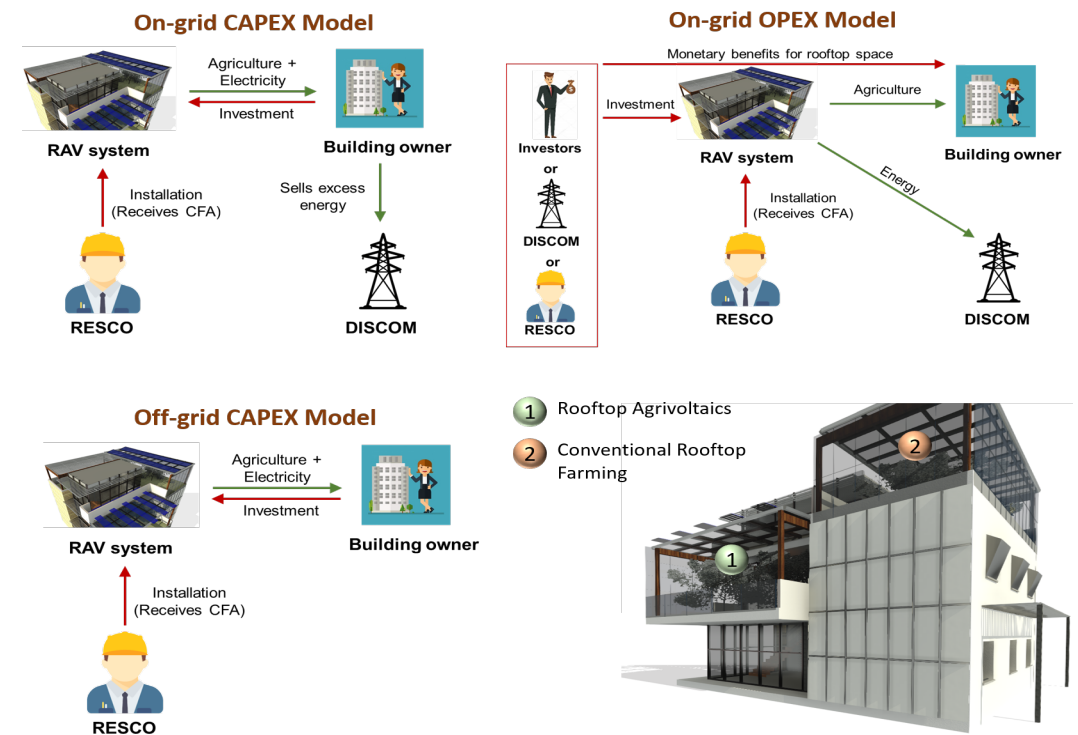 On-grid CAPEX Model
Agriculture +
Electricity
Investment
RAV system
Building owner
Installation
(Receives CFA)
Sells excess
energy
RESCO
DISCOM
On-grid OPEX Model
Monetary benefits for rooftop space
Investment
Agriculture
Investors
or
DISCOM
or
RESCO
RAV system
Building owner
Energy
Installation
(Receives CFA)
RESCO
DISCOM
Off-grid CAPEX Model
Agriculture +
Electricity
Investment
RAV system
Building owner
Installation
(Receives CFA)
RESCO
1 Rooftop Agrivoltaics
2 Conventional Rooftop
Farming
2
1